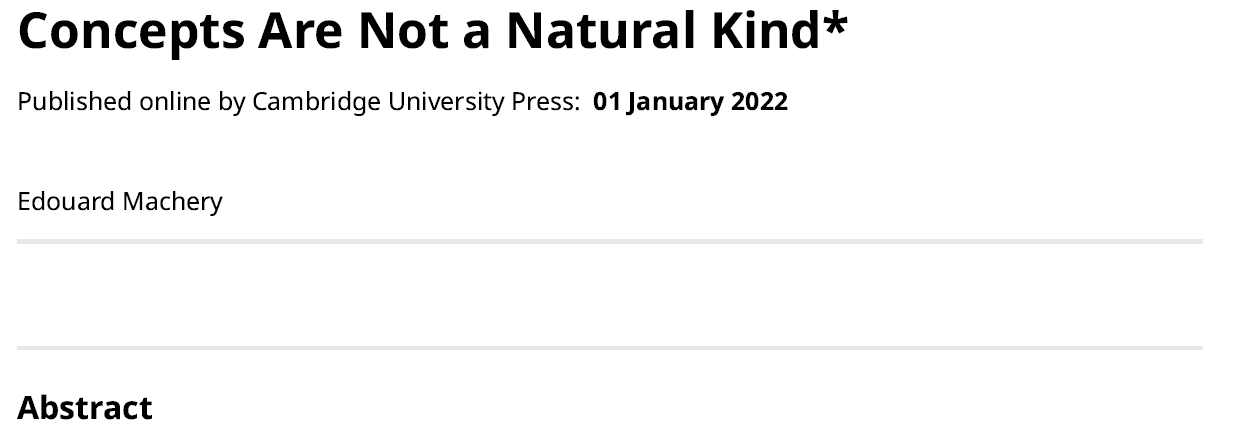 Concepts Are Not a Natural Kind*
Published online by Cambridge University Press: 01 January 2022
Edouard Machery
Abstract